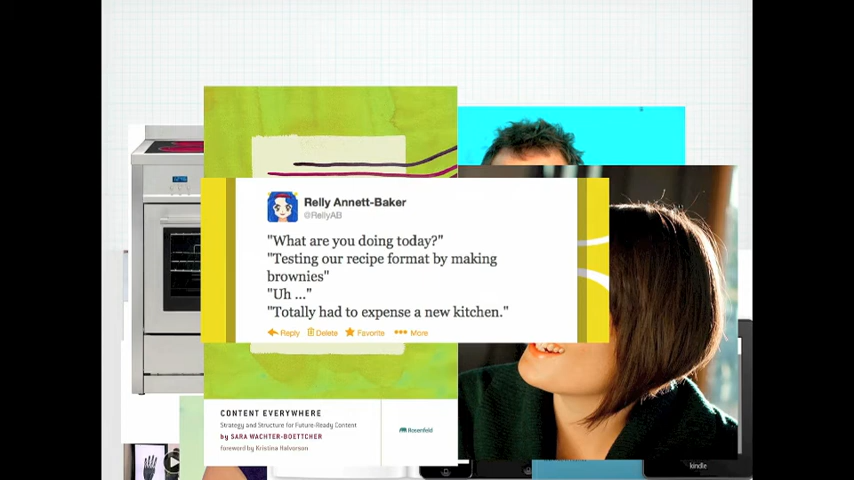 Relly Annett-Baker
@RellyAB
"What are you doing today?"
"Testing our recipe format by making
brownies"
"Uh ..."
"Totally had to expense a new kitchen."
Reply Delete Favorite More
CONTENT EVERYWHERE
Strategy and Structure for Future-Ready Content
by SARA WACHTER-BOETTCHER
foreword by Kristina Halvorson
Rosenfeld
kindle